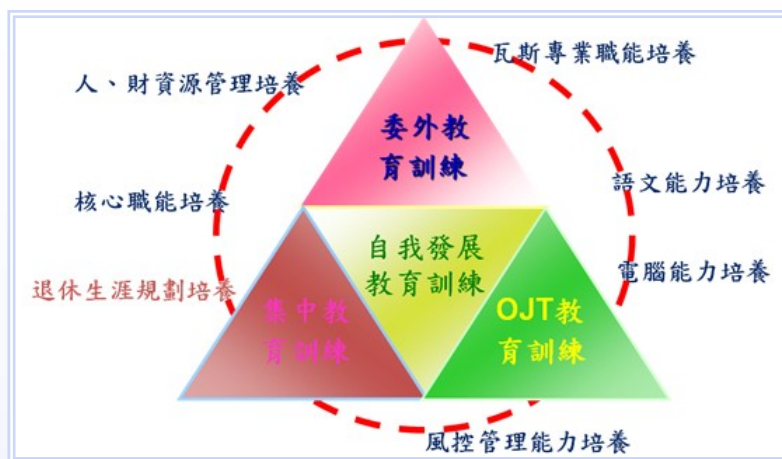 瓦斯專業職能培養
人、財資源管理培養
委外教
育訓練
語文能力培養
核心職能培養
自我發展
教育訓練
電腦能力培養
退休生涯規劃培養
集中教
育訓練
OJT教
育訓練
風控管理能力培養